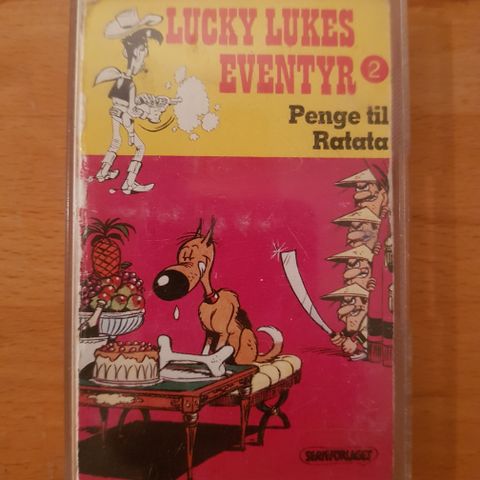 LUCKY LUKES
EVENTYR 2
Penge til
Ratata
SERIEFORLAGET